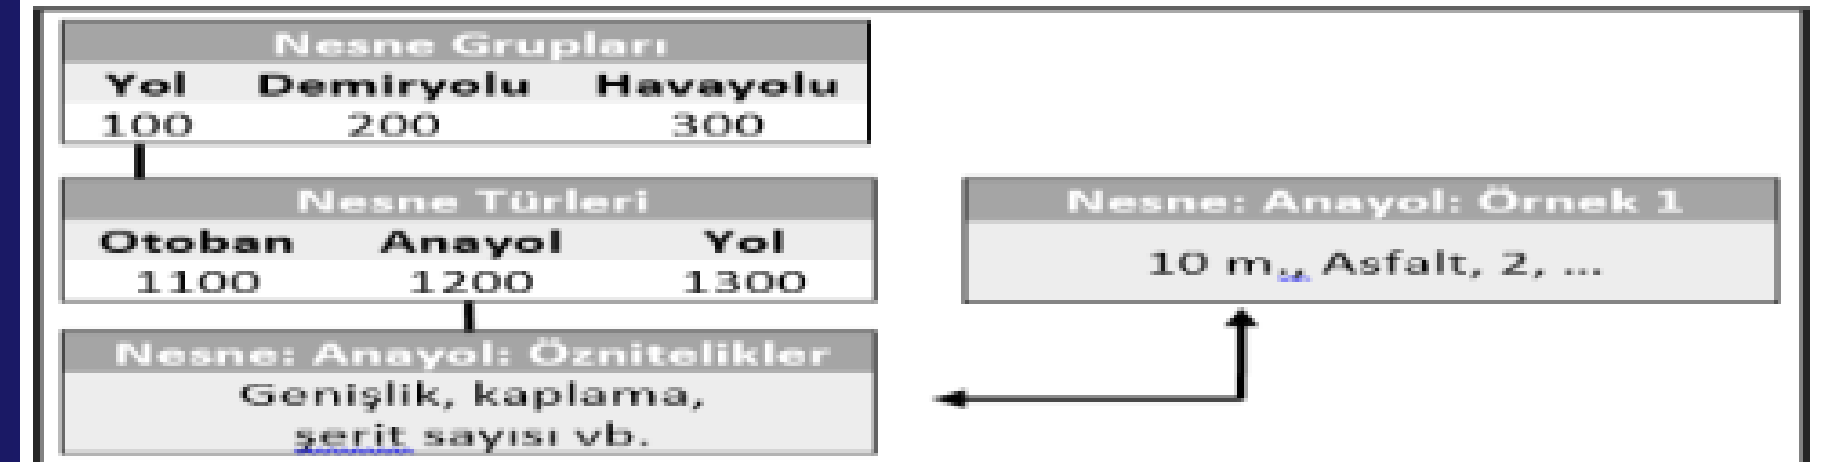 Nesne Grupları
Yol Demiryolu Havayolu
100 200 300
Nesne Türleri
Otoban Anayol Yol
1100 1200 1300
Nesne: Anayol: Öznitelikler
Genişlik, kaplama,
şerit sayısı vb.
Nesne: Anayol: Örnek 1
10 m., Asfalt, 2, ...